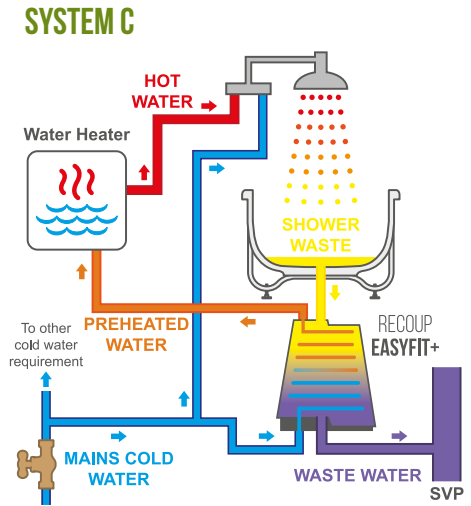 SYSTEM C
HOT
WATER
Water Heater
SHOWER
WASTE
To other
cold water
requirement
PREHEATED
WATER
RECOUP
EASYFIT+
MAINS COLD
WATER
WASTE WATER
SVP